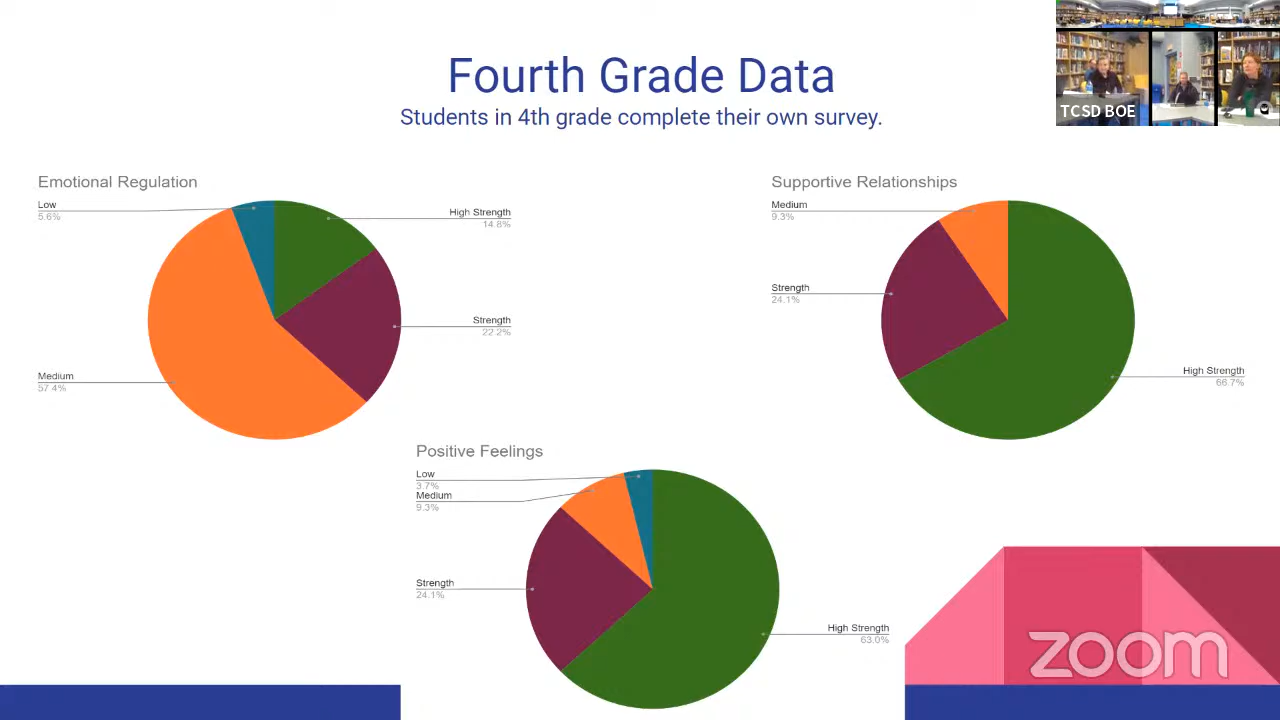 Fourth Grade Data
Students in 4th grade complete their own survey.
TCSD BOE
Emotional Regulation
Low
5.6%
High Strength
14.8%
Strength
22.2%
Medium
57.4%
Supportive Relationships
Medium
9.3%
Strength
24.1%
High Strength
66.7%
Positive Feelings
Low
3.7%
Medium
9.3%
Strength
24.1%
High Strength
63.0%
zoom